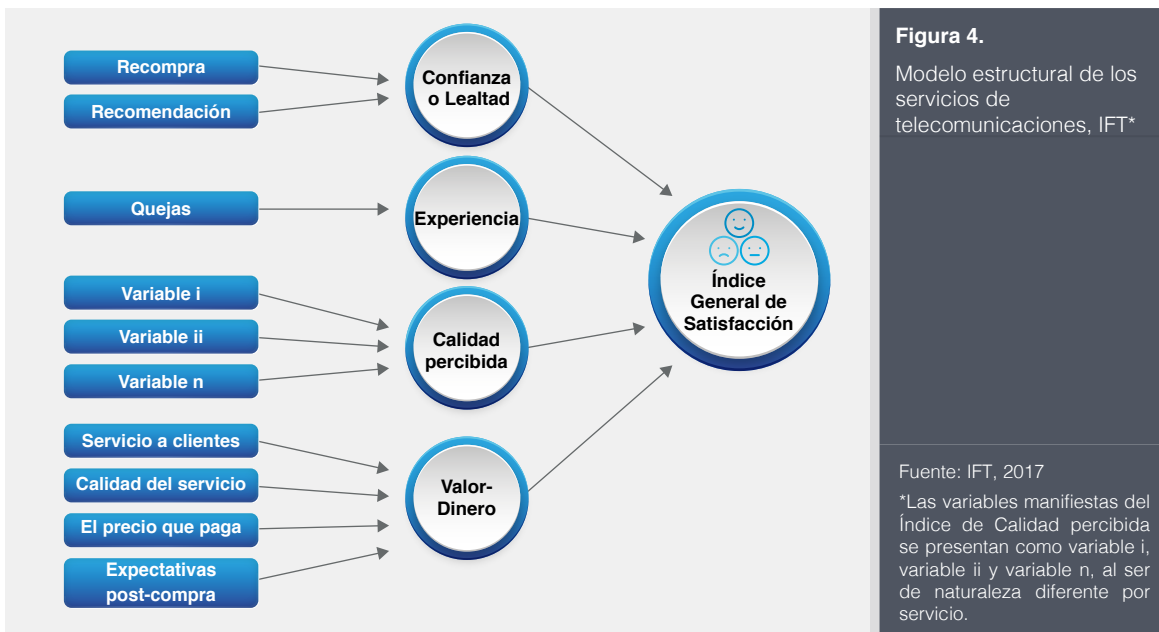 Recompra
Recomendación
Quejas
Variable i
Variable ii
Variable n
Servicio a clientes
Calidad del servicio
El precio que paga
Expectativas
post-compra
Confianza
o Lealtad
Experiencia
Calidad
percibida
Valor-
Dinero
Índice
General de
Satisfacción
Figura 4.
Modelo estructural de los
servicios de
telecomunicaciones, IFT*
Fuente: IFT, 2017
*Las variables manifiestas del
Índice de Calidad percibida
se presentan como variable i,
variable ii y variable n, al ser
de naturaleza diferente por
servicio.